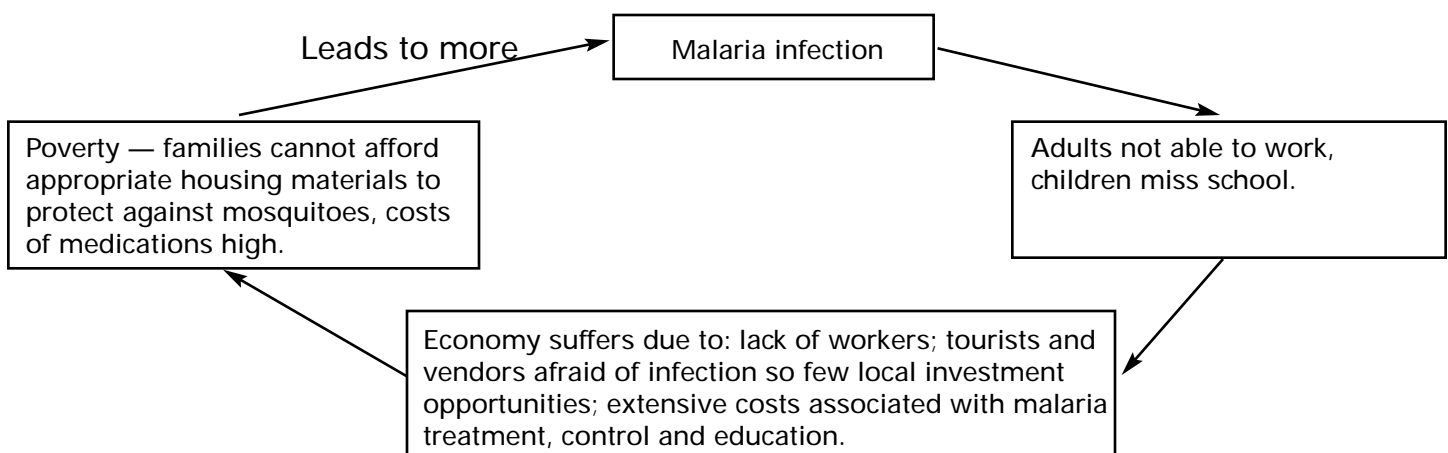 Leads to more
Malaria infection
Poverty — families cannot afford
appropriate housing materials to
protect against mosquitoes, costs
of medications high.
Adults not able to work,
children miss school.
Economy suffers due to: lack of workers; tourists and
vendors afraid of infection so few local investment
opportunities; extensive costs associated with malaria
treatment, control and education.